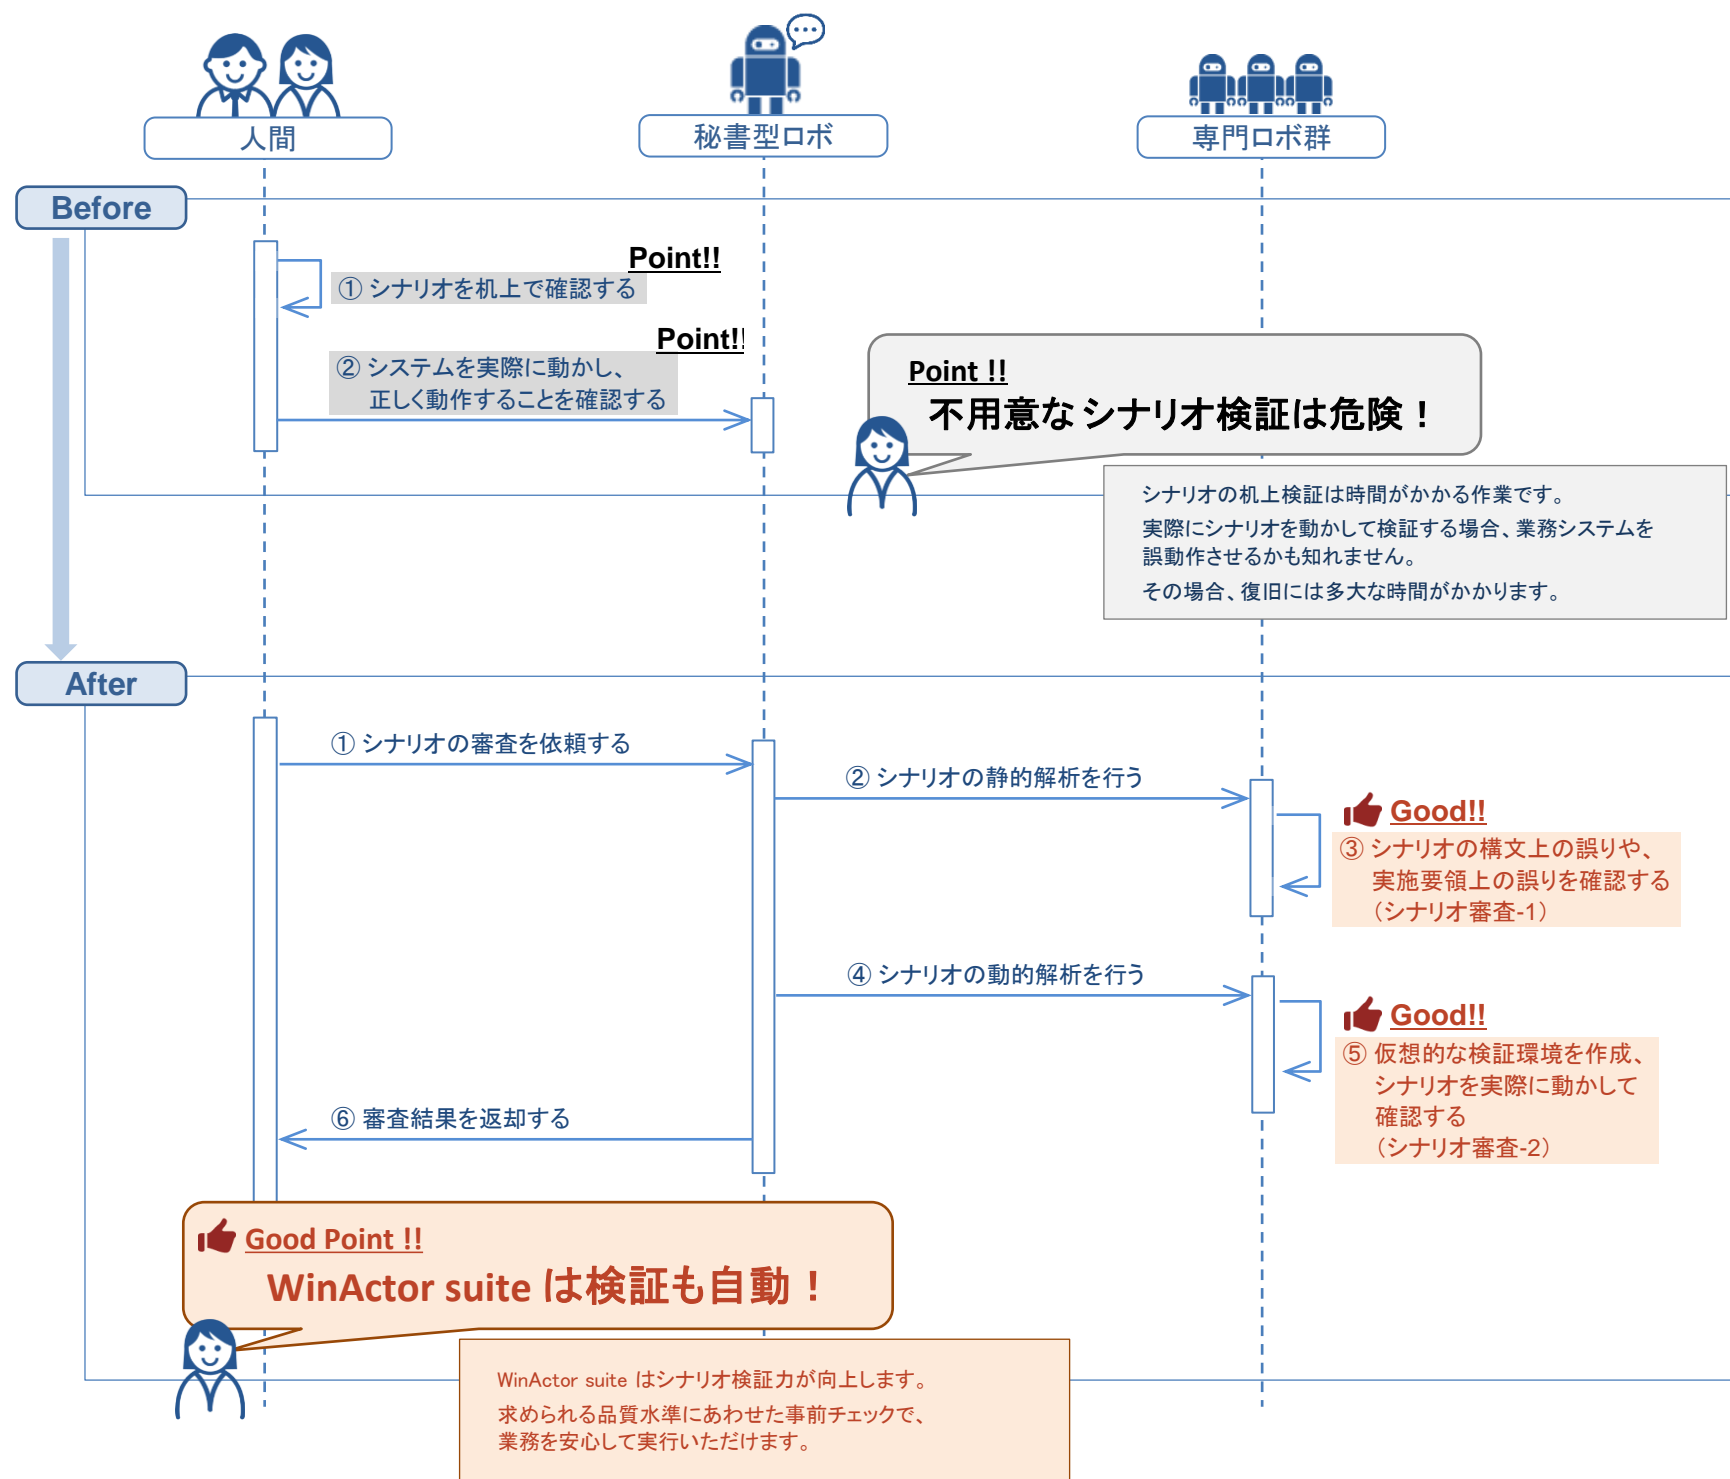 人間
秘書型ロボ
専門ロボ群
Before
Point!!
① シナリオを机上で確認する
Point!!
② システムを実際に動かし、
正しく動作することを確認する
Point !!
不用意なシナリオ検証は危険！
シナリオの机上検証は時間がかかる作業です。
実際にシナリオを動かして検証する場合、業務システムを
誤動作させるかも知れません。
その場合、復旧には多大な時間がかかります。
After
① シナリオの審査を依頼する
② シナリオの静的解析を行う
Good!!
③ シナリオの構文上の誤りや、
実施要領上の誤りを確認する
（シナリオ審査-1）
④ シナリオの動的解析を行う
Good!!
⑤ 仮想的な検証環境を作成、
シナリオを実際に動かして
確認する
（シナリオ審査-2）
⑥ 審査結果を返却する
Good Point !!
WinActor suite は検証も自動！
WinActor suite はシナリオ検証力が向上します。
求められる品質水準にあわせた事前チェックで、
業務を安心して実行いただけます。